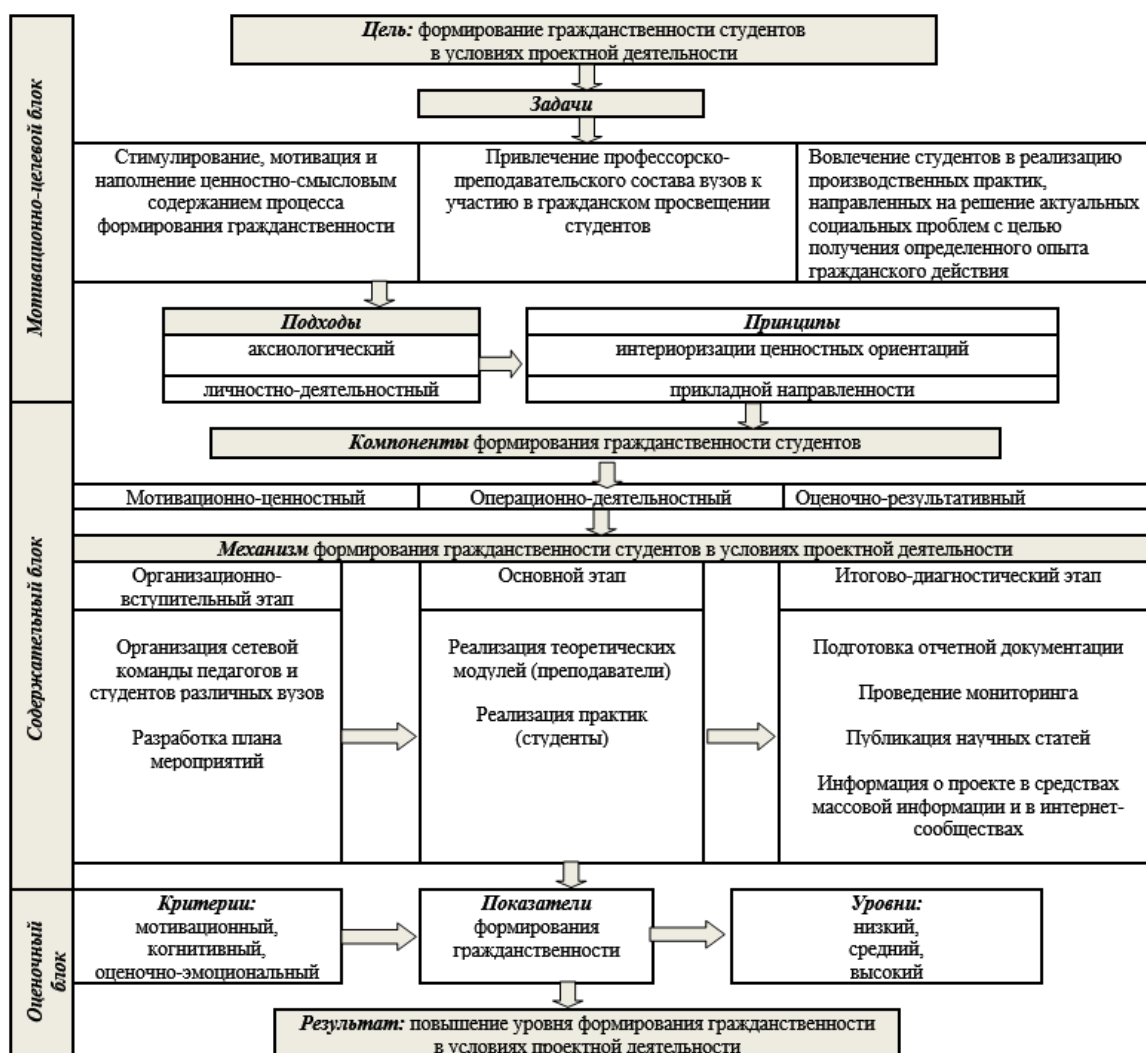 Мотивационно-целевой блок
Цель: формирование гражданственности студентов
в условиях проектной деятельности
Задачи
Стимулирование, мотивация и
наполнение ценностно-смысловым
содержанием процесса
формирования гражданственности
Привлечение профессорско-
преподавательского состава вузов к
участию в гражданском просвещении
студентов
Вовлечение студентов в реализацию
производственных практик,
направленных на решение актуальных
социальных проблем с целью
получения определенного опыта
гражданского действия
Подходы
аксиологический
личностно-деятельностный
Принципы
интериоризации ценностных ориентаций
прикладной направленности
Содержательный блок
Компоненты формирования гражданственности студентов
Мотивационно-ценностный
Операционно-деятельностный
Оценочно-результативный
Механизм формирования гражданственности студентов в условиях проектной деятельности
Организационно-
вступительный этап
Основной этап
Итогово-диагностический этап
Организация сетевой
команды педагогов и
студентов различных вузов
Разработка плана
мероприятий
Реализация теоретических
модулей (преподаватели)
Реализация практик
(студенты)
Подготовка отчетной документации
Проведение мониторинга
Публикация научных статей
Информация о проекте в средствах
массовой информации и в интернет-
сообществах
Оценочный
блок
Критерии:
мотивационный,
когнитивный,
оценочно-эмоциональный
Показатели
формирования
гражданственности
Уровни:
низкий,
средний,
высокий
Результат: повышение уровня формирования гражданственности
в условиях проектной деятельности